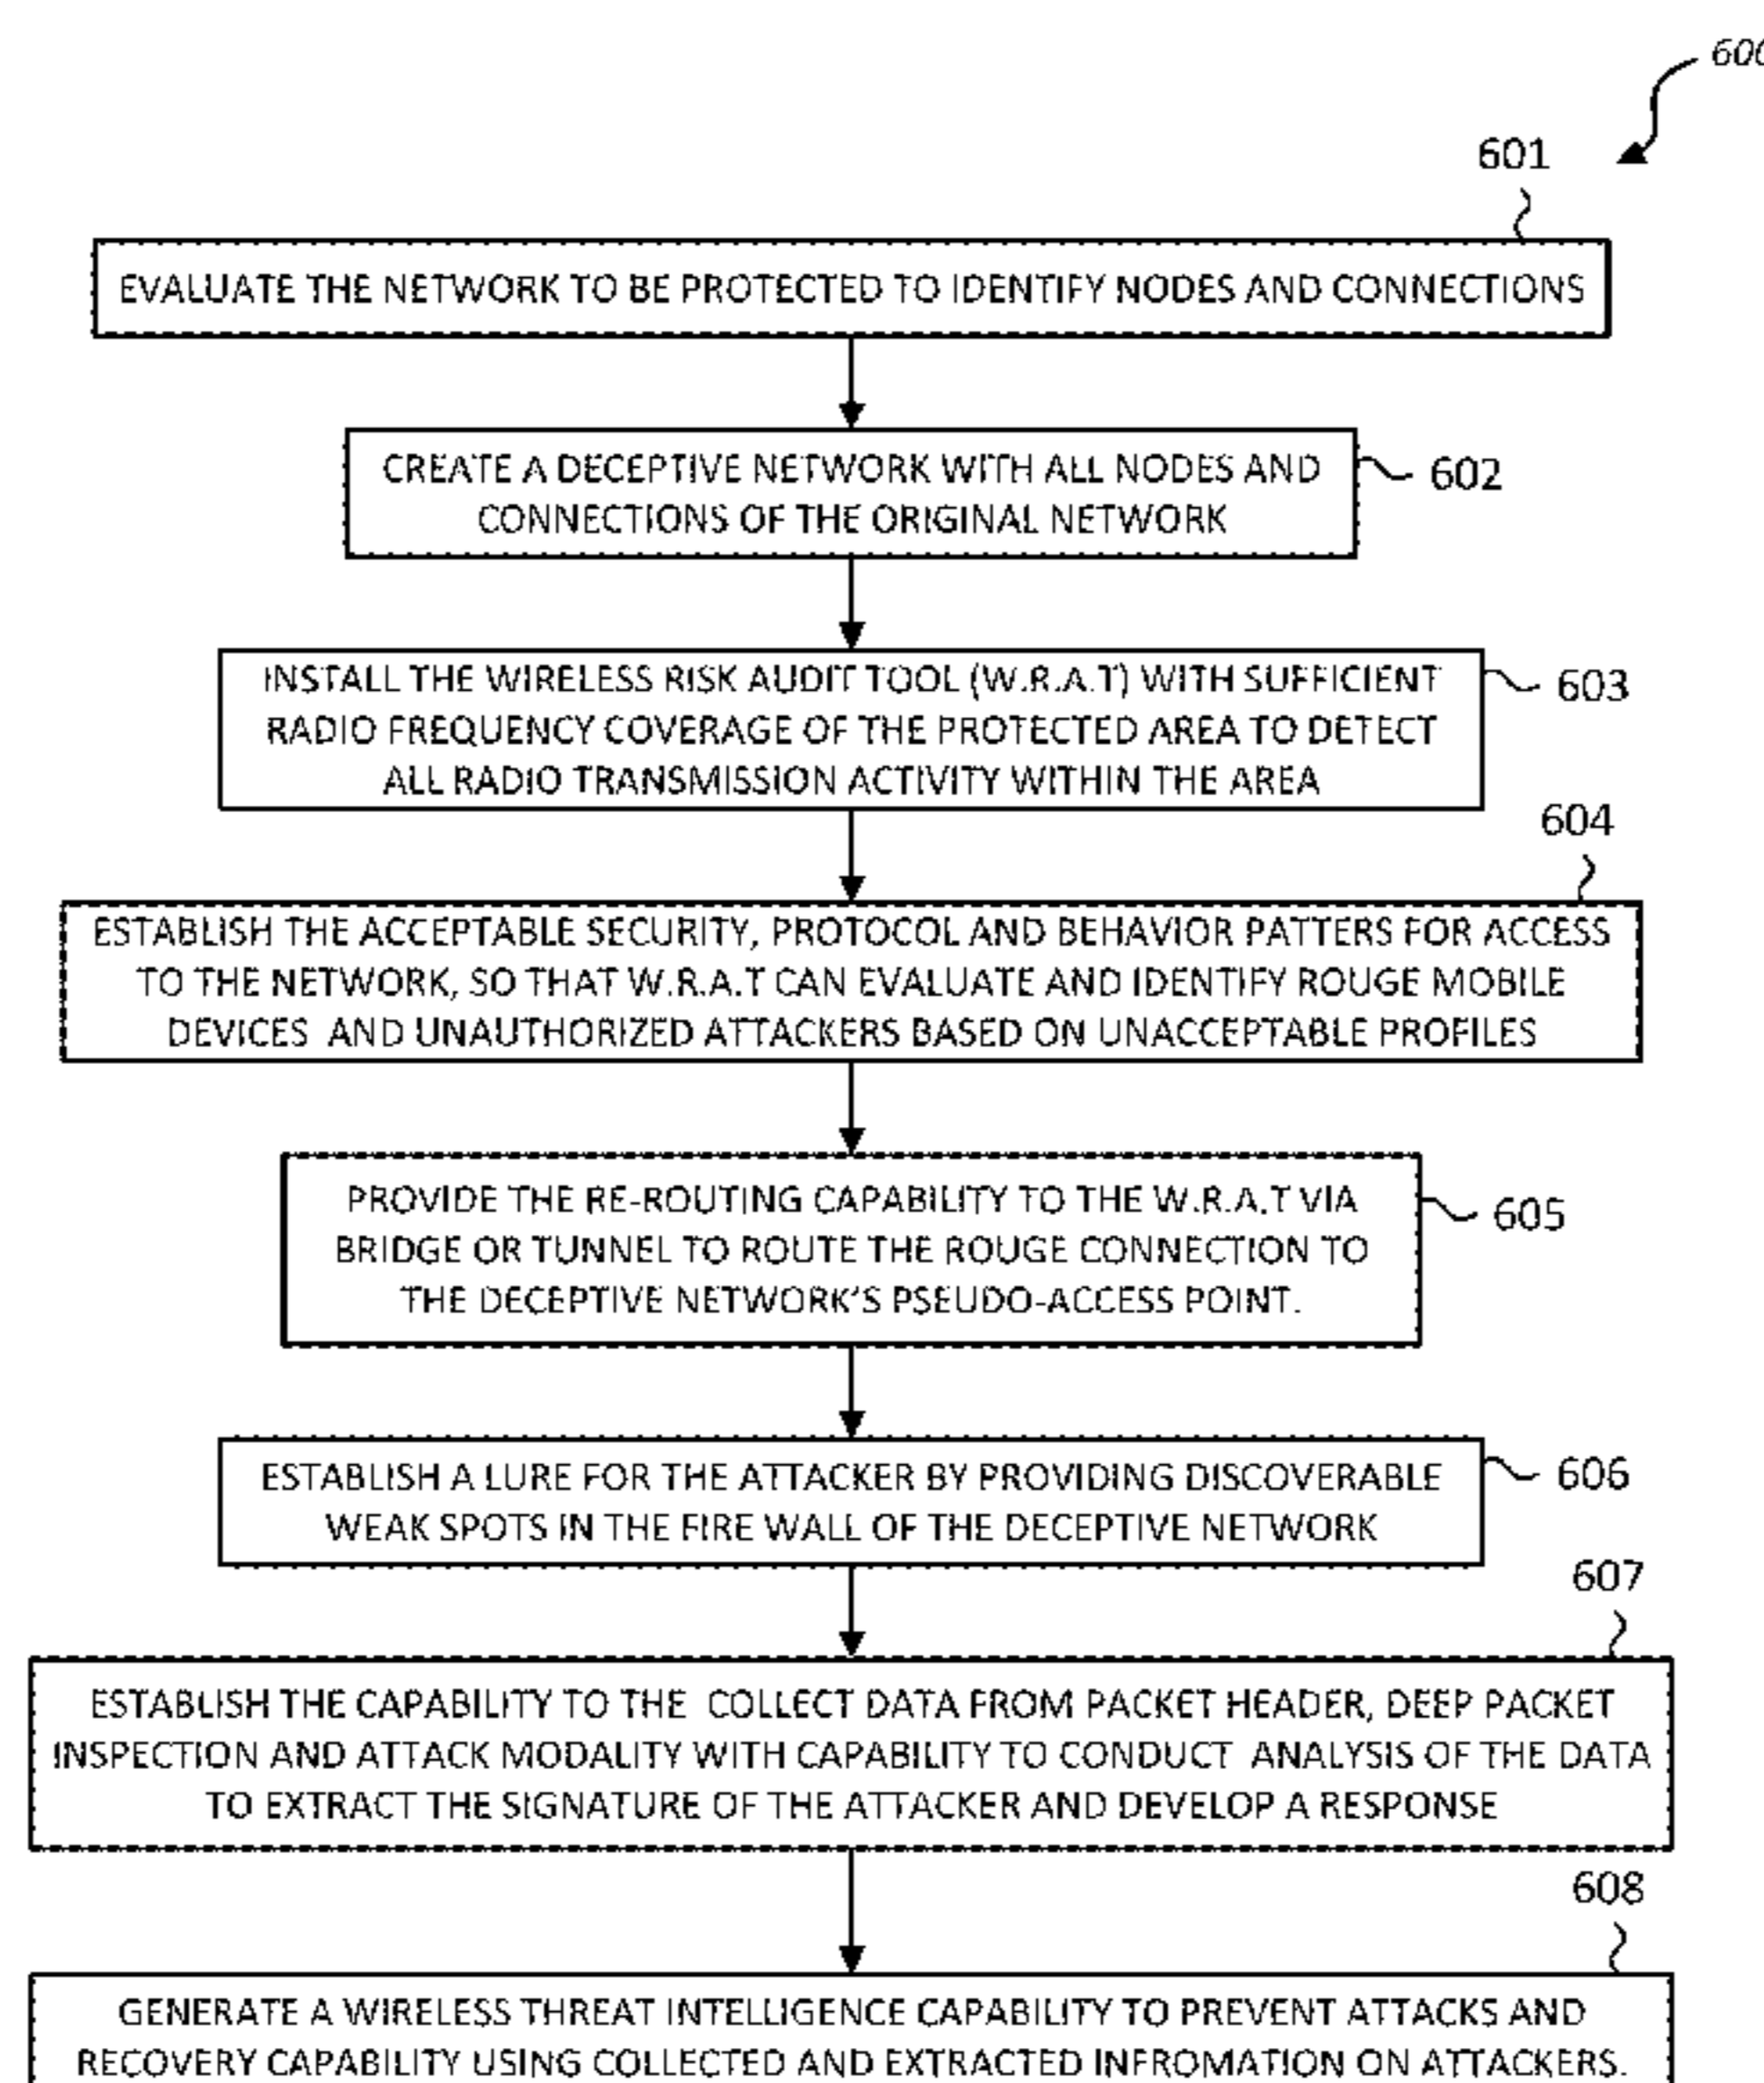 600
601
EVALUATE THE NETWORK TO BE PROTECTED TO IDENTIFY NODES AND CONNECTIONS
CREATE A DECEPTIVE NETWORK WITH ALL NODES AND
CONNECTIONS OF THE ORIGINAL NETWORK
602
INSTALL THE WIRELESS RISK AUDIT TOOL (W.R.A.T) WITH SUFFICIENT
RADIO FREQUENCY COVERAGE OF THE PROTECTED AREA TO DETECT
ALL RADIO TRANSMISSION ACTIVITY WITHIN THE AREA
603
604
ESTABLISH THE ACCEPTABLE SECURITY, PROTOCOL AND BEHAVIOR PATTERS FOR ACCESS
TO THE NETWORK, SO THAT W.R.A.T CAN EVALUATE AND IDENTIFY ROUGE MOBILE
DEVICES AND UNAUTHORIZED ATTACKERS BASED ON UNACCEPTABLE PROFILES
PROVIDE THE RE-ROUTING CAPABILITY TO THE W.R.A.T VIA
BRIDGE OR TUNNEL TO ROUTE THE ROUGE CONNECTION TO
THE DECEPTIVE NETWORK'S PSEUDO-ACCESS POINT.
605
ESTABLISH A LURE FOR THE ATTACKER BY PROVIDING DISCOVERABLE
WEAK SPOTS IN THE FIRE WALL OF THE DECEPTIVE NETWORK
606
607
ESTABLISH THE CAPABILITY TO THE COLLECT DATA FROM PACKET HEADER, DEEP PACKET
INSPECTION AND ATTACK MODALITY WITH CAPABILITY TO CONDUCT ANALYSIS OF THE DATA
TO EXTRACT THE SIGNATURE OF THE ATTACKER AND DEVELOP A RESPONSE
608
GENERATE A WIRELESS THREAT INTELLIGENCE CAPABILITY TO PREVENT ATTACKS AND
RECOVERY CAPABILITY USING COLLECTED AND EXTRACTED INFROMATION ON ATTACKERS.